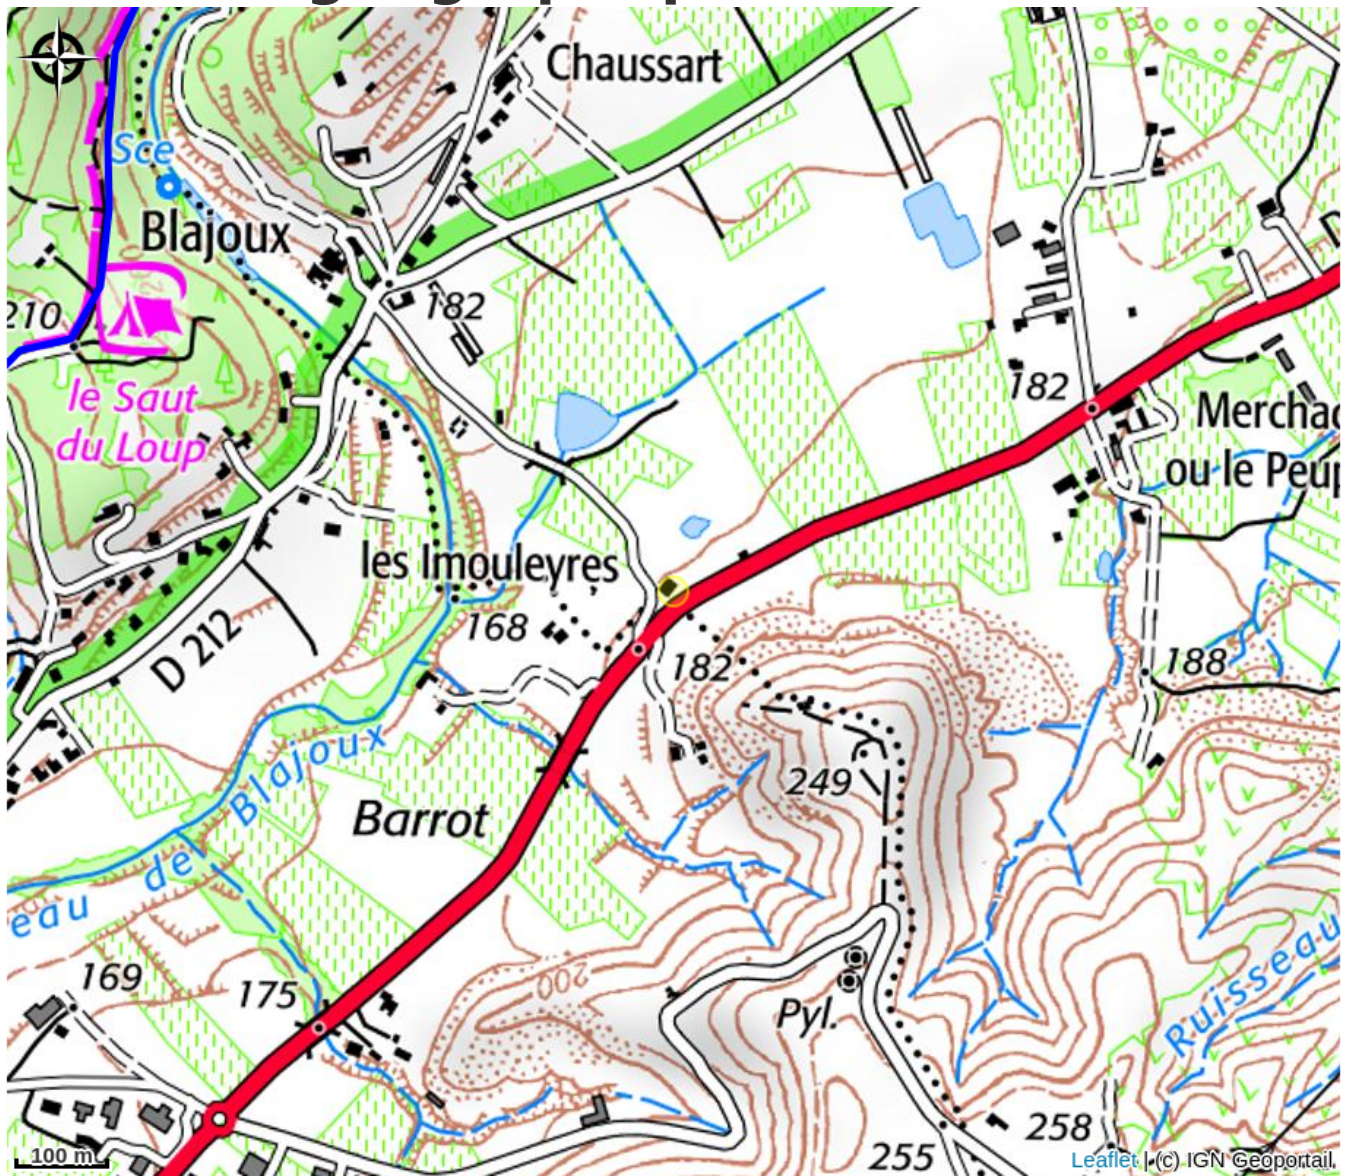 Chaussart
Sce
Blajoux
182
210
182
le Saut
du Loup
Merchad
ou le Peup
les Imouleyres
168
D 212
182
188
249
Barrot
eau de Blajoux
200
169
175
Pyl.
Ruisseau
258
255
100 m
Leaflet | (c) IGN Geoportail